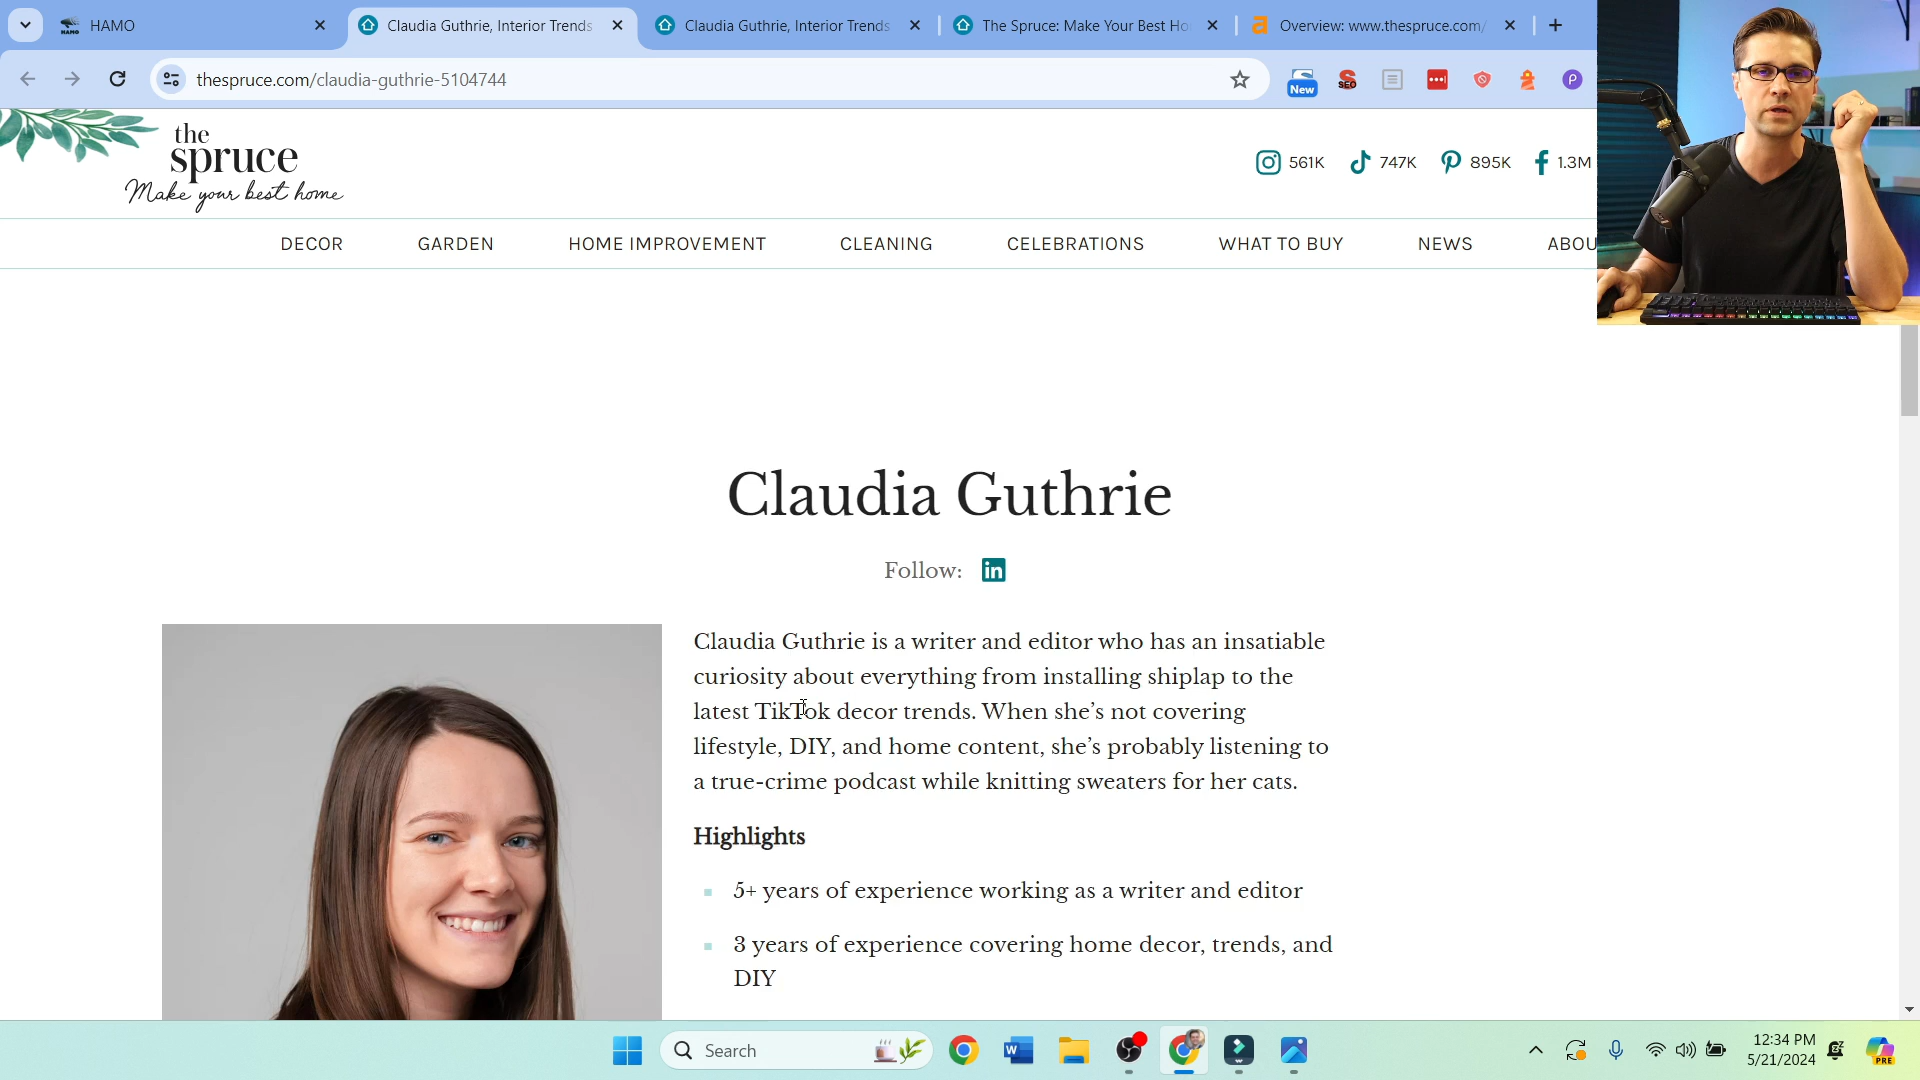 HAMO
Claudia Guthrie, Interior Trends
Claudia Guthrie, Interior Trends
The Spruce: Make Your Best Ho
Overview: www.thespruce.com/
thespruce.com/claudia-guthrie-5104744
New
SEO
P
the
spruce
Make your best home
561K
747K
895K
1.3M
DECOR
GARDEN
HOME IMPROVEMENT
CLEANING
CELEBRATIONS
WHAT TO BUY
NEWS
ABOU
Claudia Guthrie
Follow:
in
Claudia Guthrie is a writer and editor who has an insatiable
curiosity about everything from installing shiplap to the
latest TikTok decor trends. When she's not covering
lifestyle, DIY, and home content, she's probably listening to
a true-crime podcast while knitting sweaters for her cats.
Highlights
5+ years of experience working as a writer and editor
3 years of experience covering home decor, trends, and
DIY
Search
12:34 PM
5/21/2024
PRE